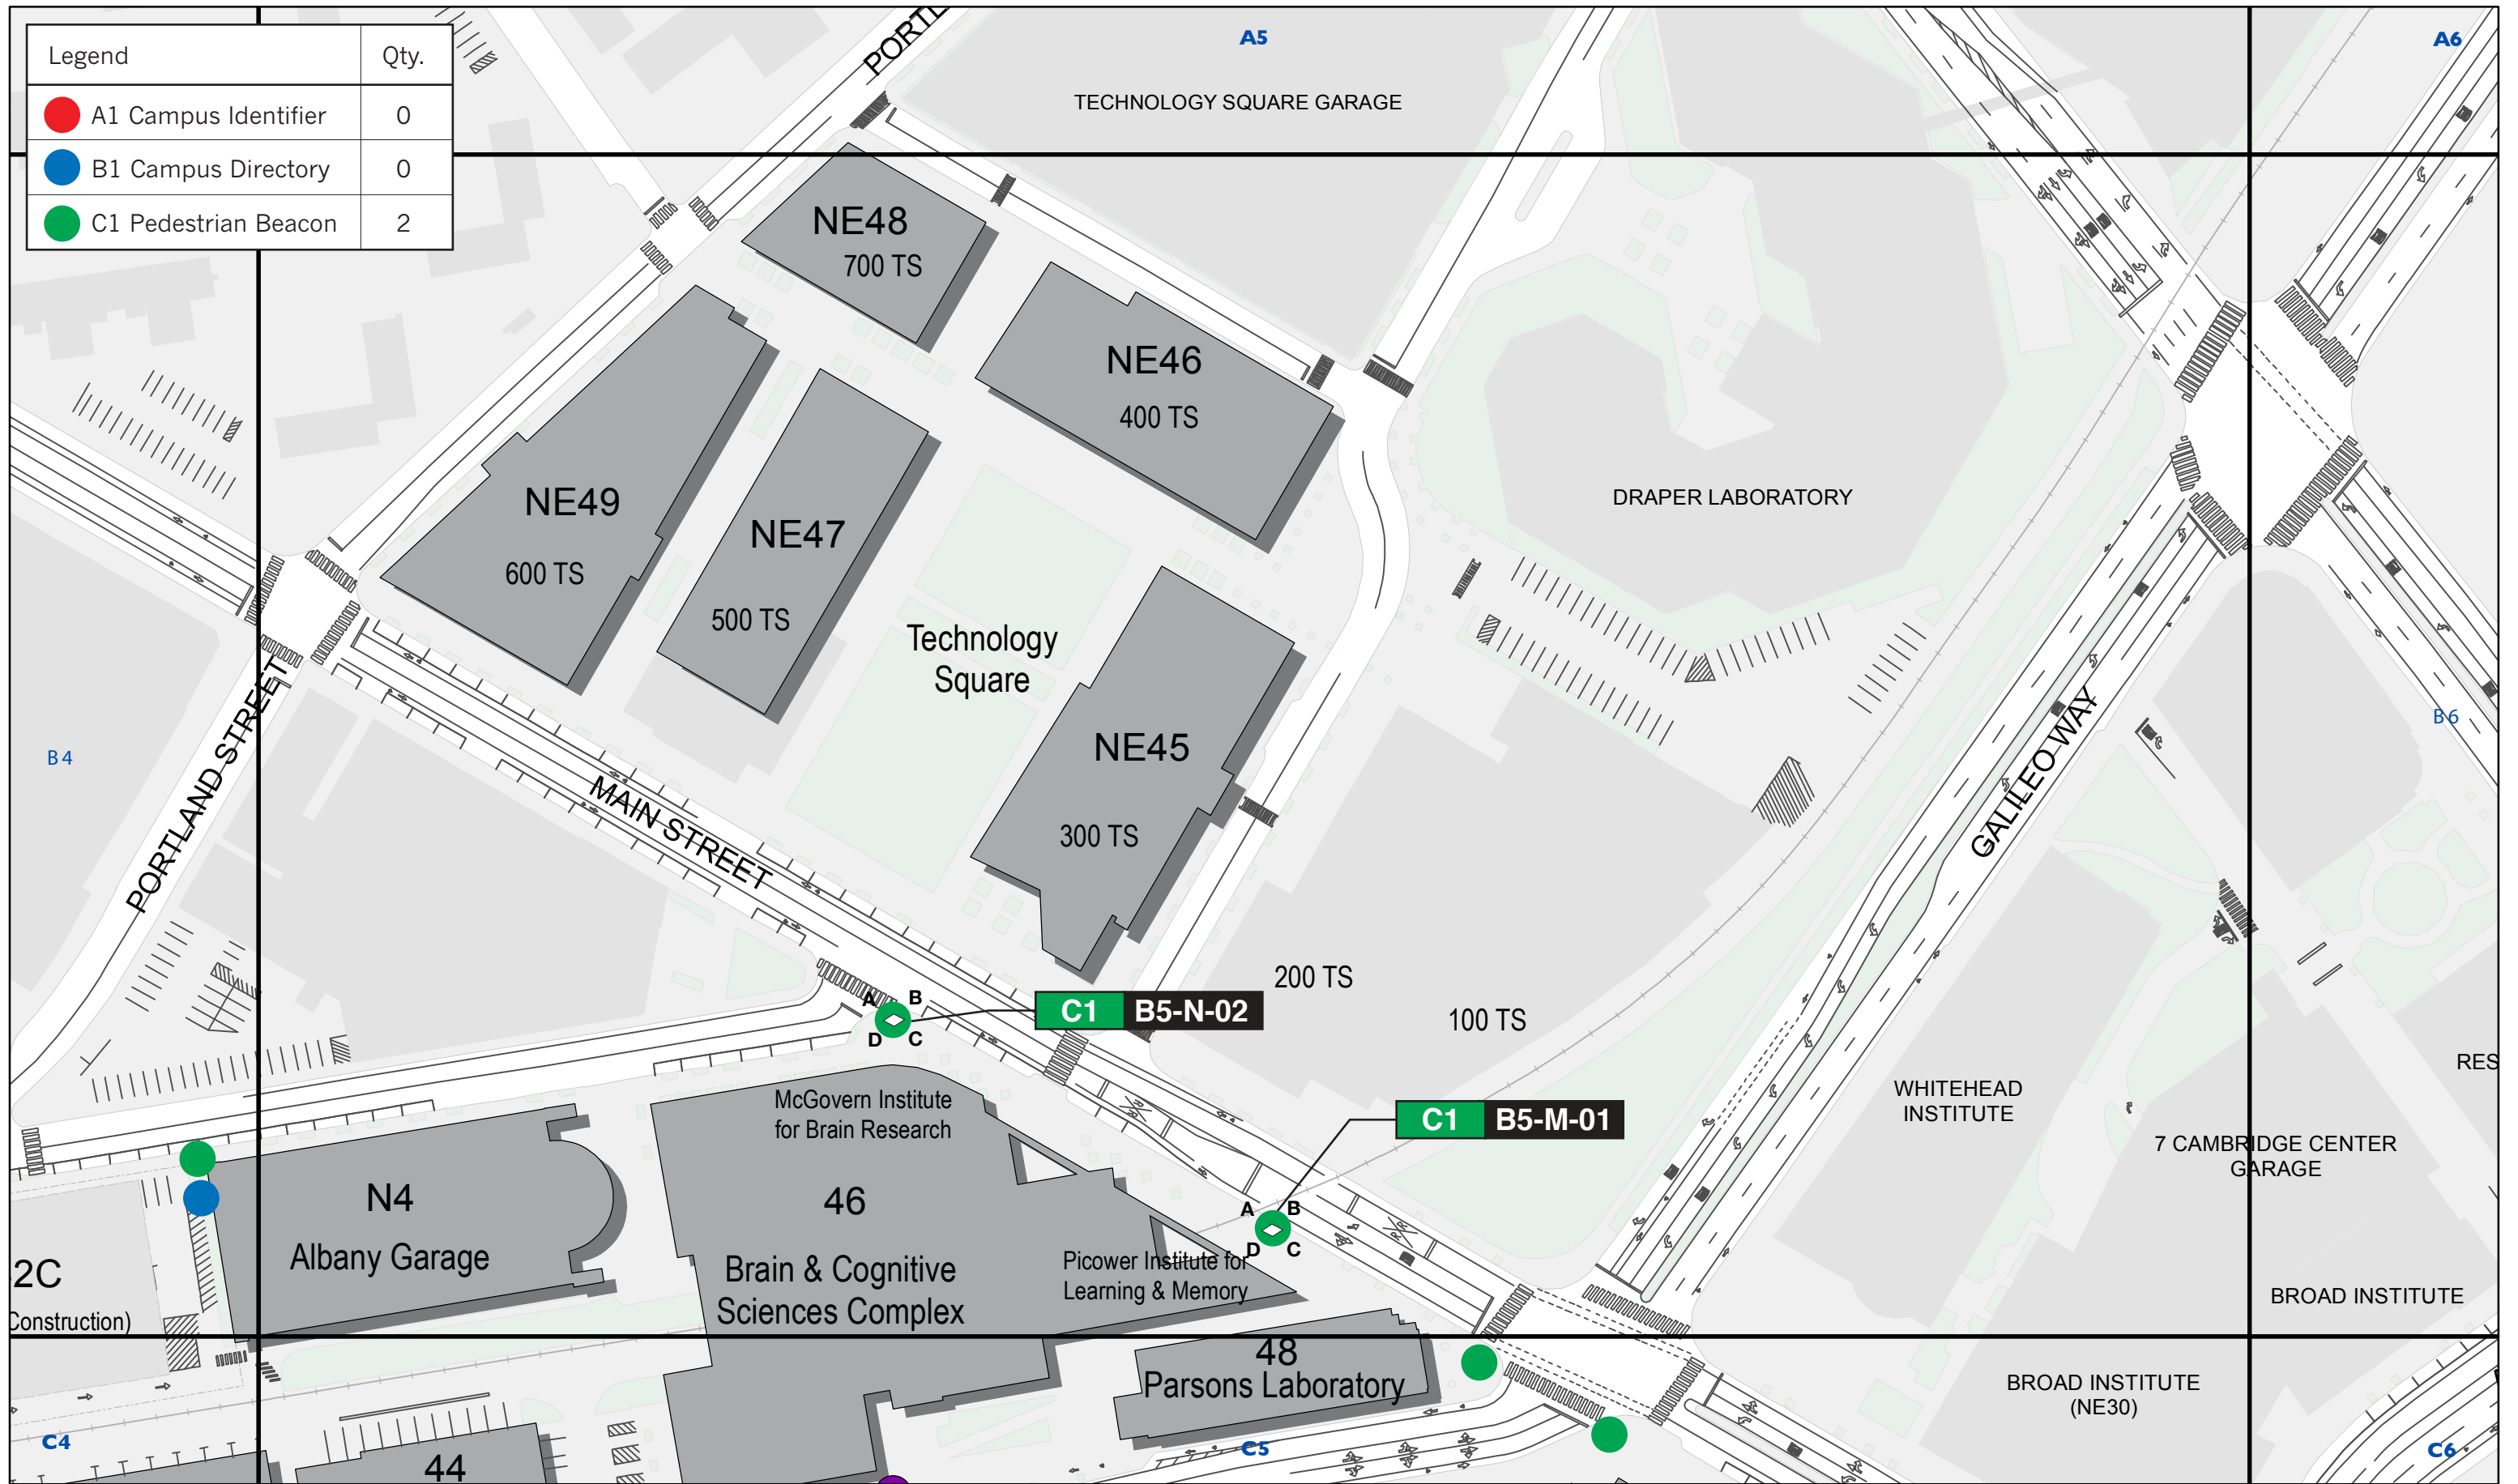 Legend Qty.
A1 Campus Identifier 0
B1 Campus Directory 0
C1 Pedestrian Beacon 2
A5
A6
TECHNOLOGY SQUARE GARAGE
NE48
700 TS
NE46
400 TS
NE49
600 TS
NE47
500 TS
DRAPER LABORATORY
Technology
Square
NE45
300 TS
B4
B6
PORTLAND STREET
MAIN STREET
GALILEO WAY
200 TS
100 TS
A B
D C
C1 B5-N-02
McGovern Institute
for Brain Research
C1 B5-M-01
WHITEHEAD
INSTITUTE
7 CAMBRIDGE CENTER
GARAGE
N4
Albany Garage
46
Brain & Cognitive
Sciences Complex
A B
D C
Picower Institute for
Learning & Memory
R/R
R/R
2C
Construction)
BROAD INSTITUTE
48
Parsons Laboratory
BROAD INSTITUTE
(NE30)
C4
44
C5
C6